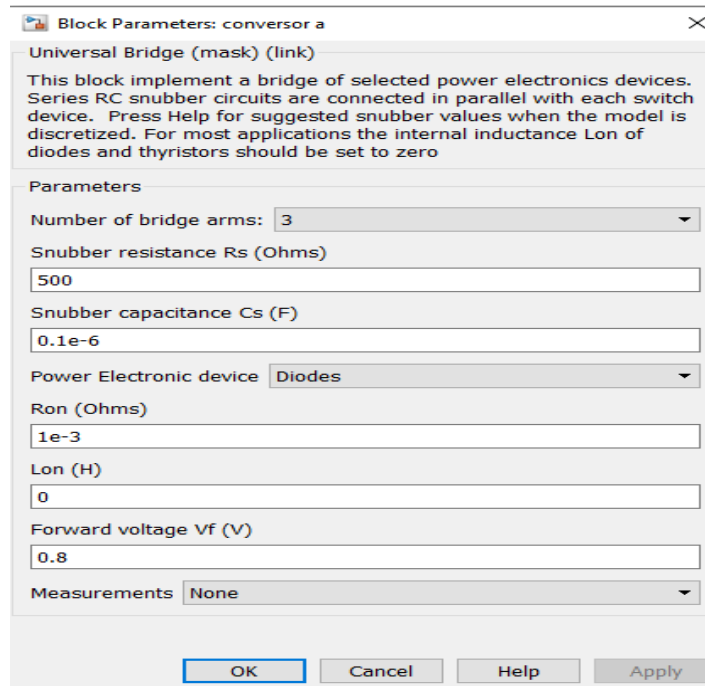 Block Parameters: conversor a
Universal Bridge (mask) (link)
This block implement a bridge of selected power electronics devices.
Series RC snubber circuits are connected in parallel with each switch
device.  Press Help for suggested snubber values when the model is
discretized. For most applications the internal inductance Lon of
diodes and thyristors should be set to zero
Parameters
Number of bridge arms: 3
Snubber resistance Rs (Ohms)
500
Snubber capacitance Cs (F)
0.1e-6
Power Electronic device Diodes
Ron (Ohms)
1e-3
Lon (H)
0
Forward voltage Vf (V)
0.8
Measurements None
OK Cancel Help Apply